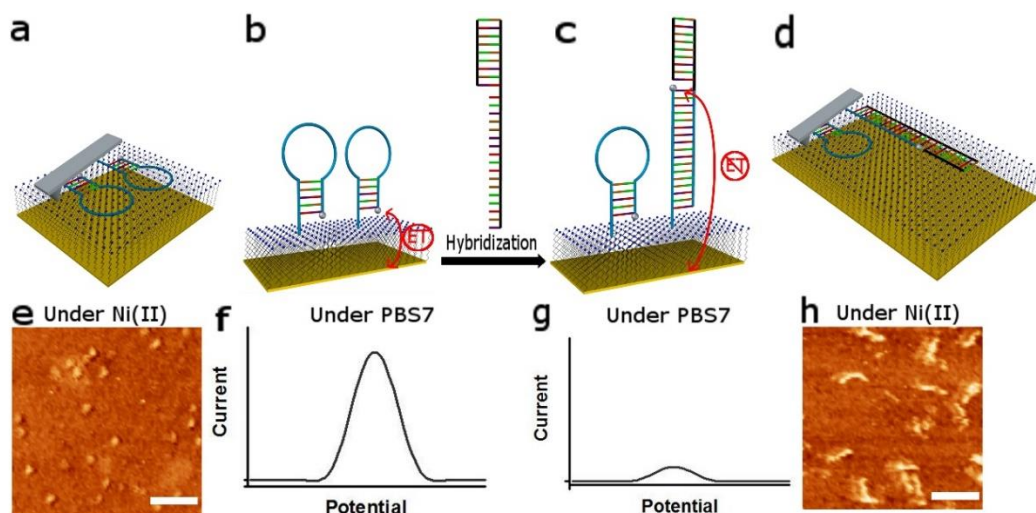 a
b
c
d
ET
Hybridization
ET
e Under Ni(II)
f Under PBS7
Current
Potential
g Under PBS7
Current
Potential
h Under Ni(II)